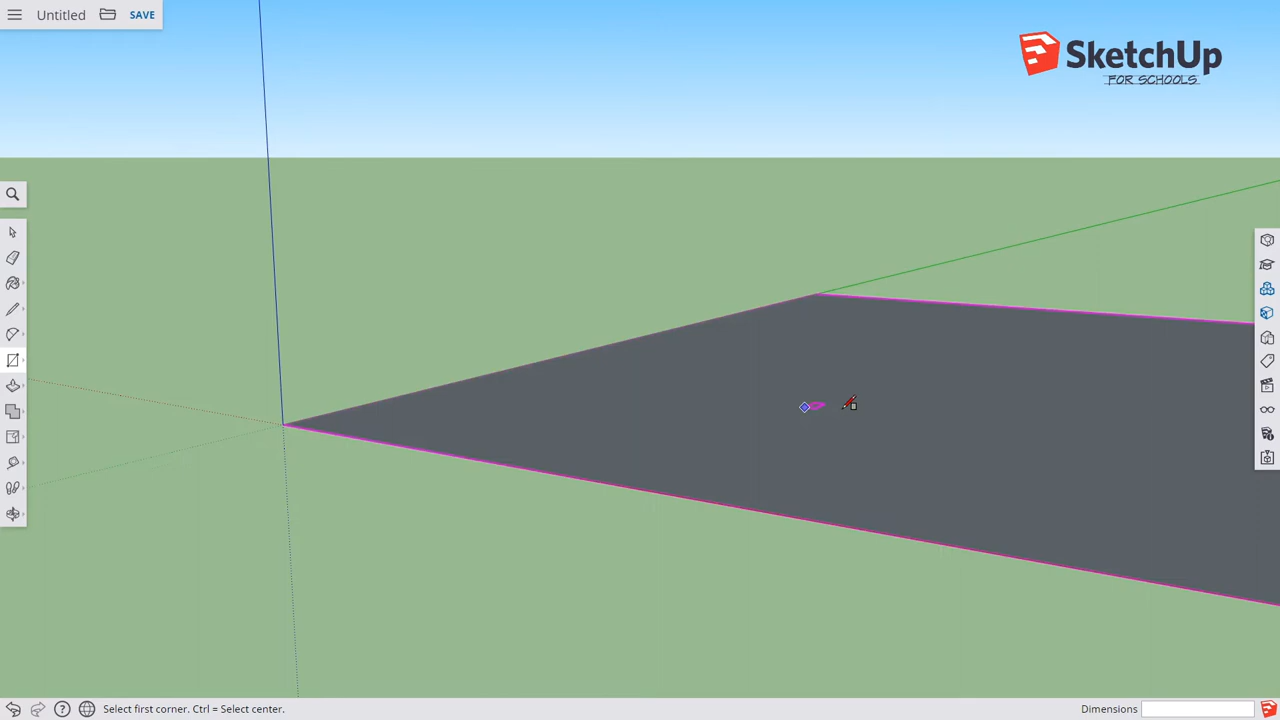 Untitled
SAVE
SketchUp
FOR SCHOOLS
Select first corner. Ctrl = Select center.
Dimensions